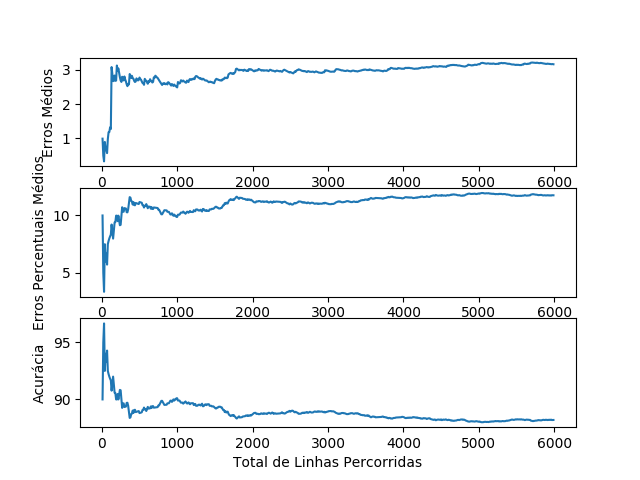 Erros Médios
3
2
1
0 1000 2000 3000 4000 5000 6000
Erros Percentuais Médios
10
5
0 1000 2000 3000 4000 5000 6000
Acurácia
95
90
0 1000 2000 3000 4000 5000 6000
Total de Linhas Percorridas